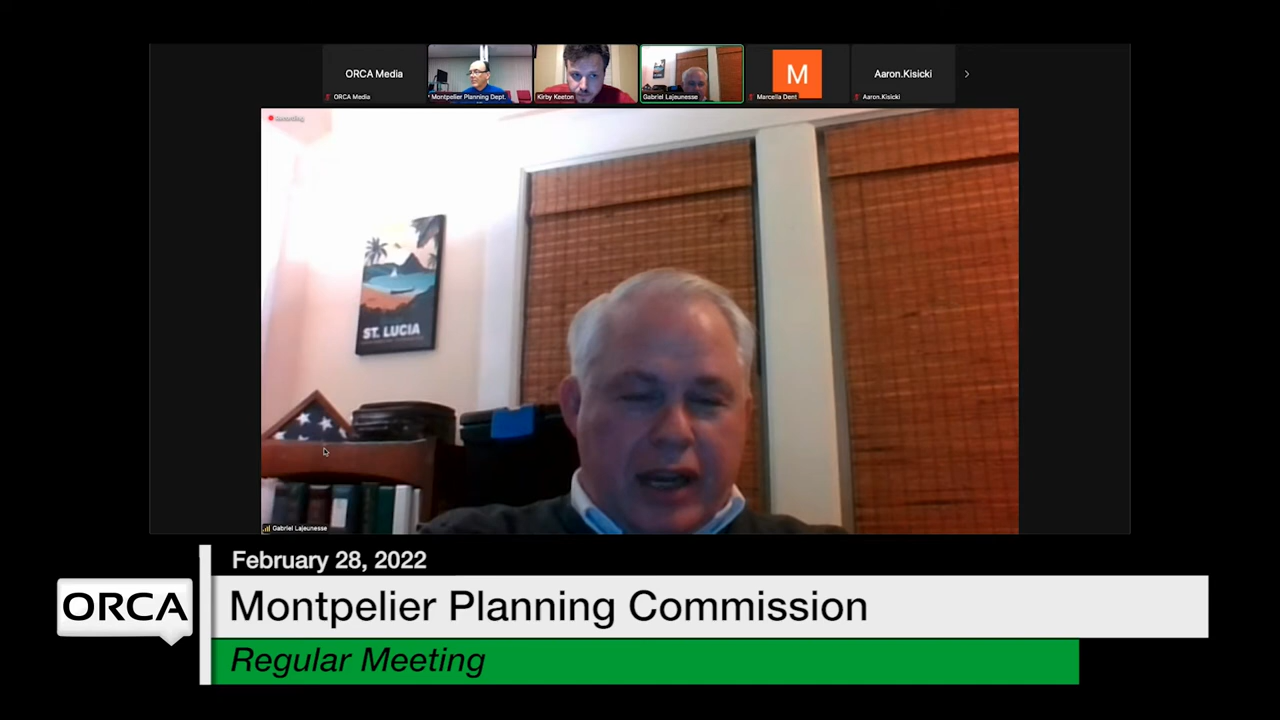 ORCA Media
Aaron.Kisicki
M
ORCA Media
Montpelier Planning Dept.
Kirby Keeton
Gabriel Lajeunesse
Marcella Dent
Aaron.Kisicki
Recording
ST. LUCIA
Gabriel Lajeunesse
February 28, 2022
ORCA
Montpelier Planning Commission
Regular Meeting